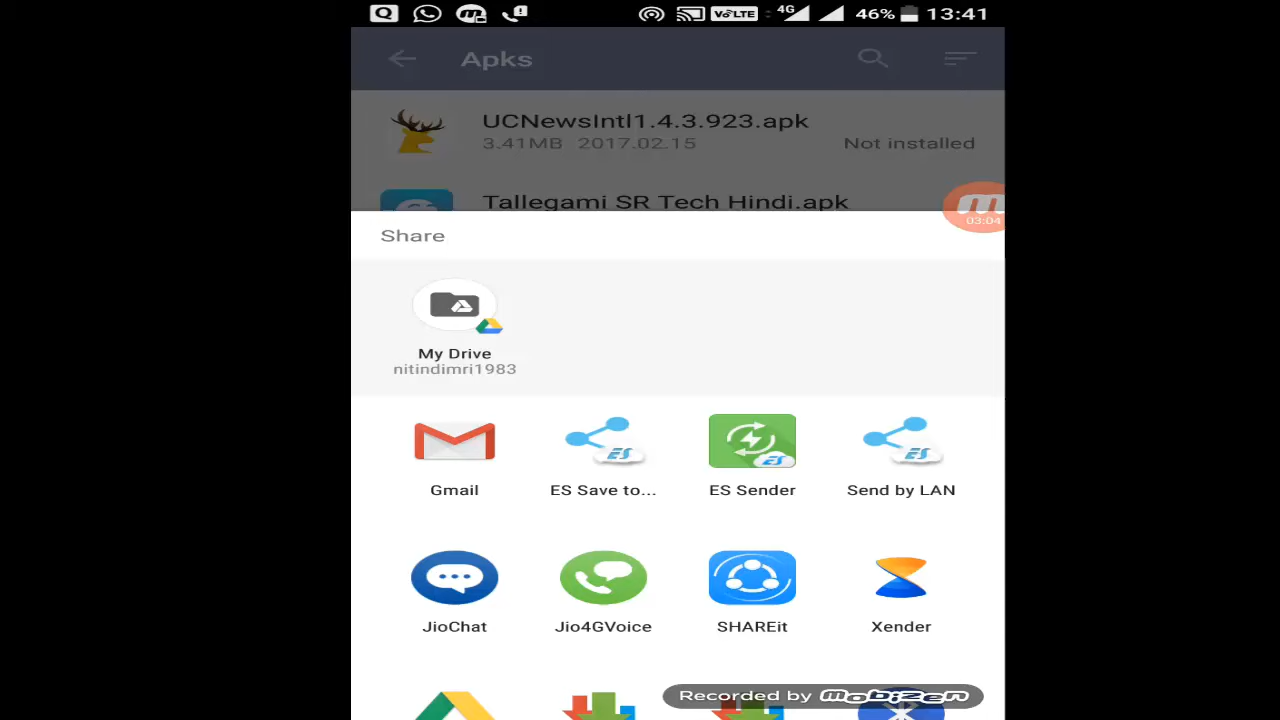 VoLTE 4G 46% 13:41
Apks
UCNewsIntl1.4.3.923.apk
3.41MB 2017.02.15 Not installed
Tallegami SR Tech Hindi.apk
03:04
Share
My Drive
nitindimri1983
Gmail ES Save to... ES Sender Send by LAN
JioChat Jio4GVoice SHAREit Xender
Recorded by mobizen